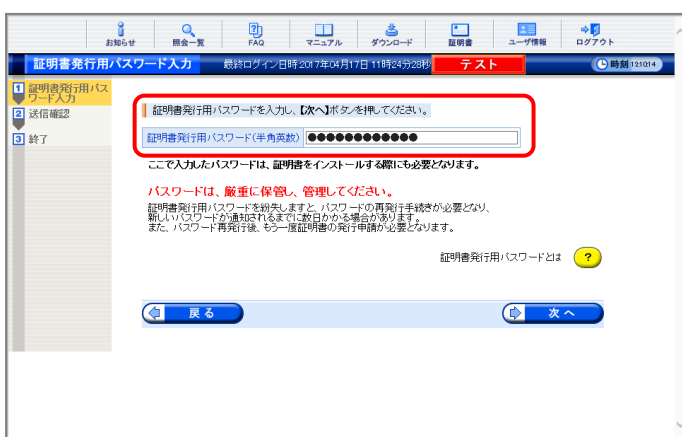 お知らせ
照会一覧
FAQ
マニュアル
ダウンロード
証明書
ユーザ情報
ログアウト
証明書発行用パスワード入力
最終ログイン日時 2017年04月17日 11時24分28秒
テスト
時刻 12:10:14
1 証明書発行用パスワード入力
2 送信確認
3 終了
証明書発行用パスワードを入力し、【次へ】ボタンを押してください。
証明書発行用パスワード(半角英数) ●●●●●●●●●●●●
ここで入力したパスワードは、証明書をインストールする際にも必要となります。
パスワードは、厳重に保管し、管理してください。
証明書発行用パスワードを紛失しますと、パスワードの再発行手続きが必要となり、
新しいパスワードが通知されるまでに数日かかる場合があります。
また、パスワード再発行後、もう一度証明書の発行申請が必要となります。
証明書発行用パスワードとは ?
戻る
次へ